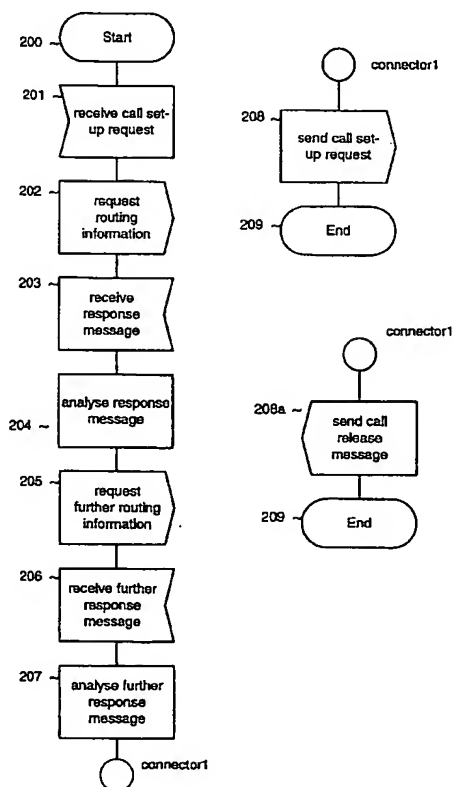 200
Start
201
receive call set-
up request
202
request
routing
information
203
receive
response
message
analyse response
message
204
205
request
further routing
information
206
receive further
response
message
207
analyse further
response
message
connector1
connector1
208
send call set-
up request
209
End
connector1
208a
send call
release
message
209
End